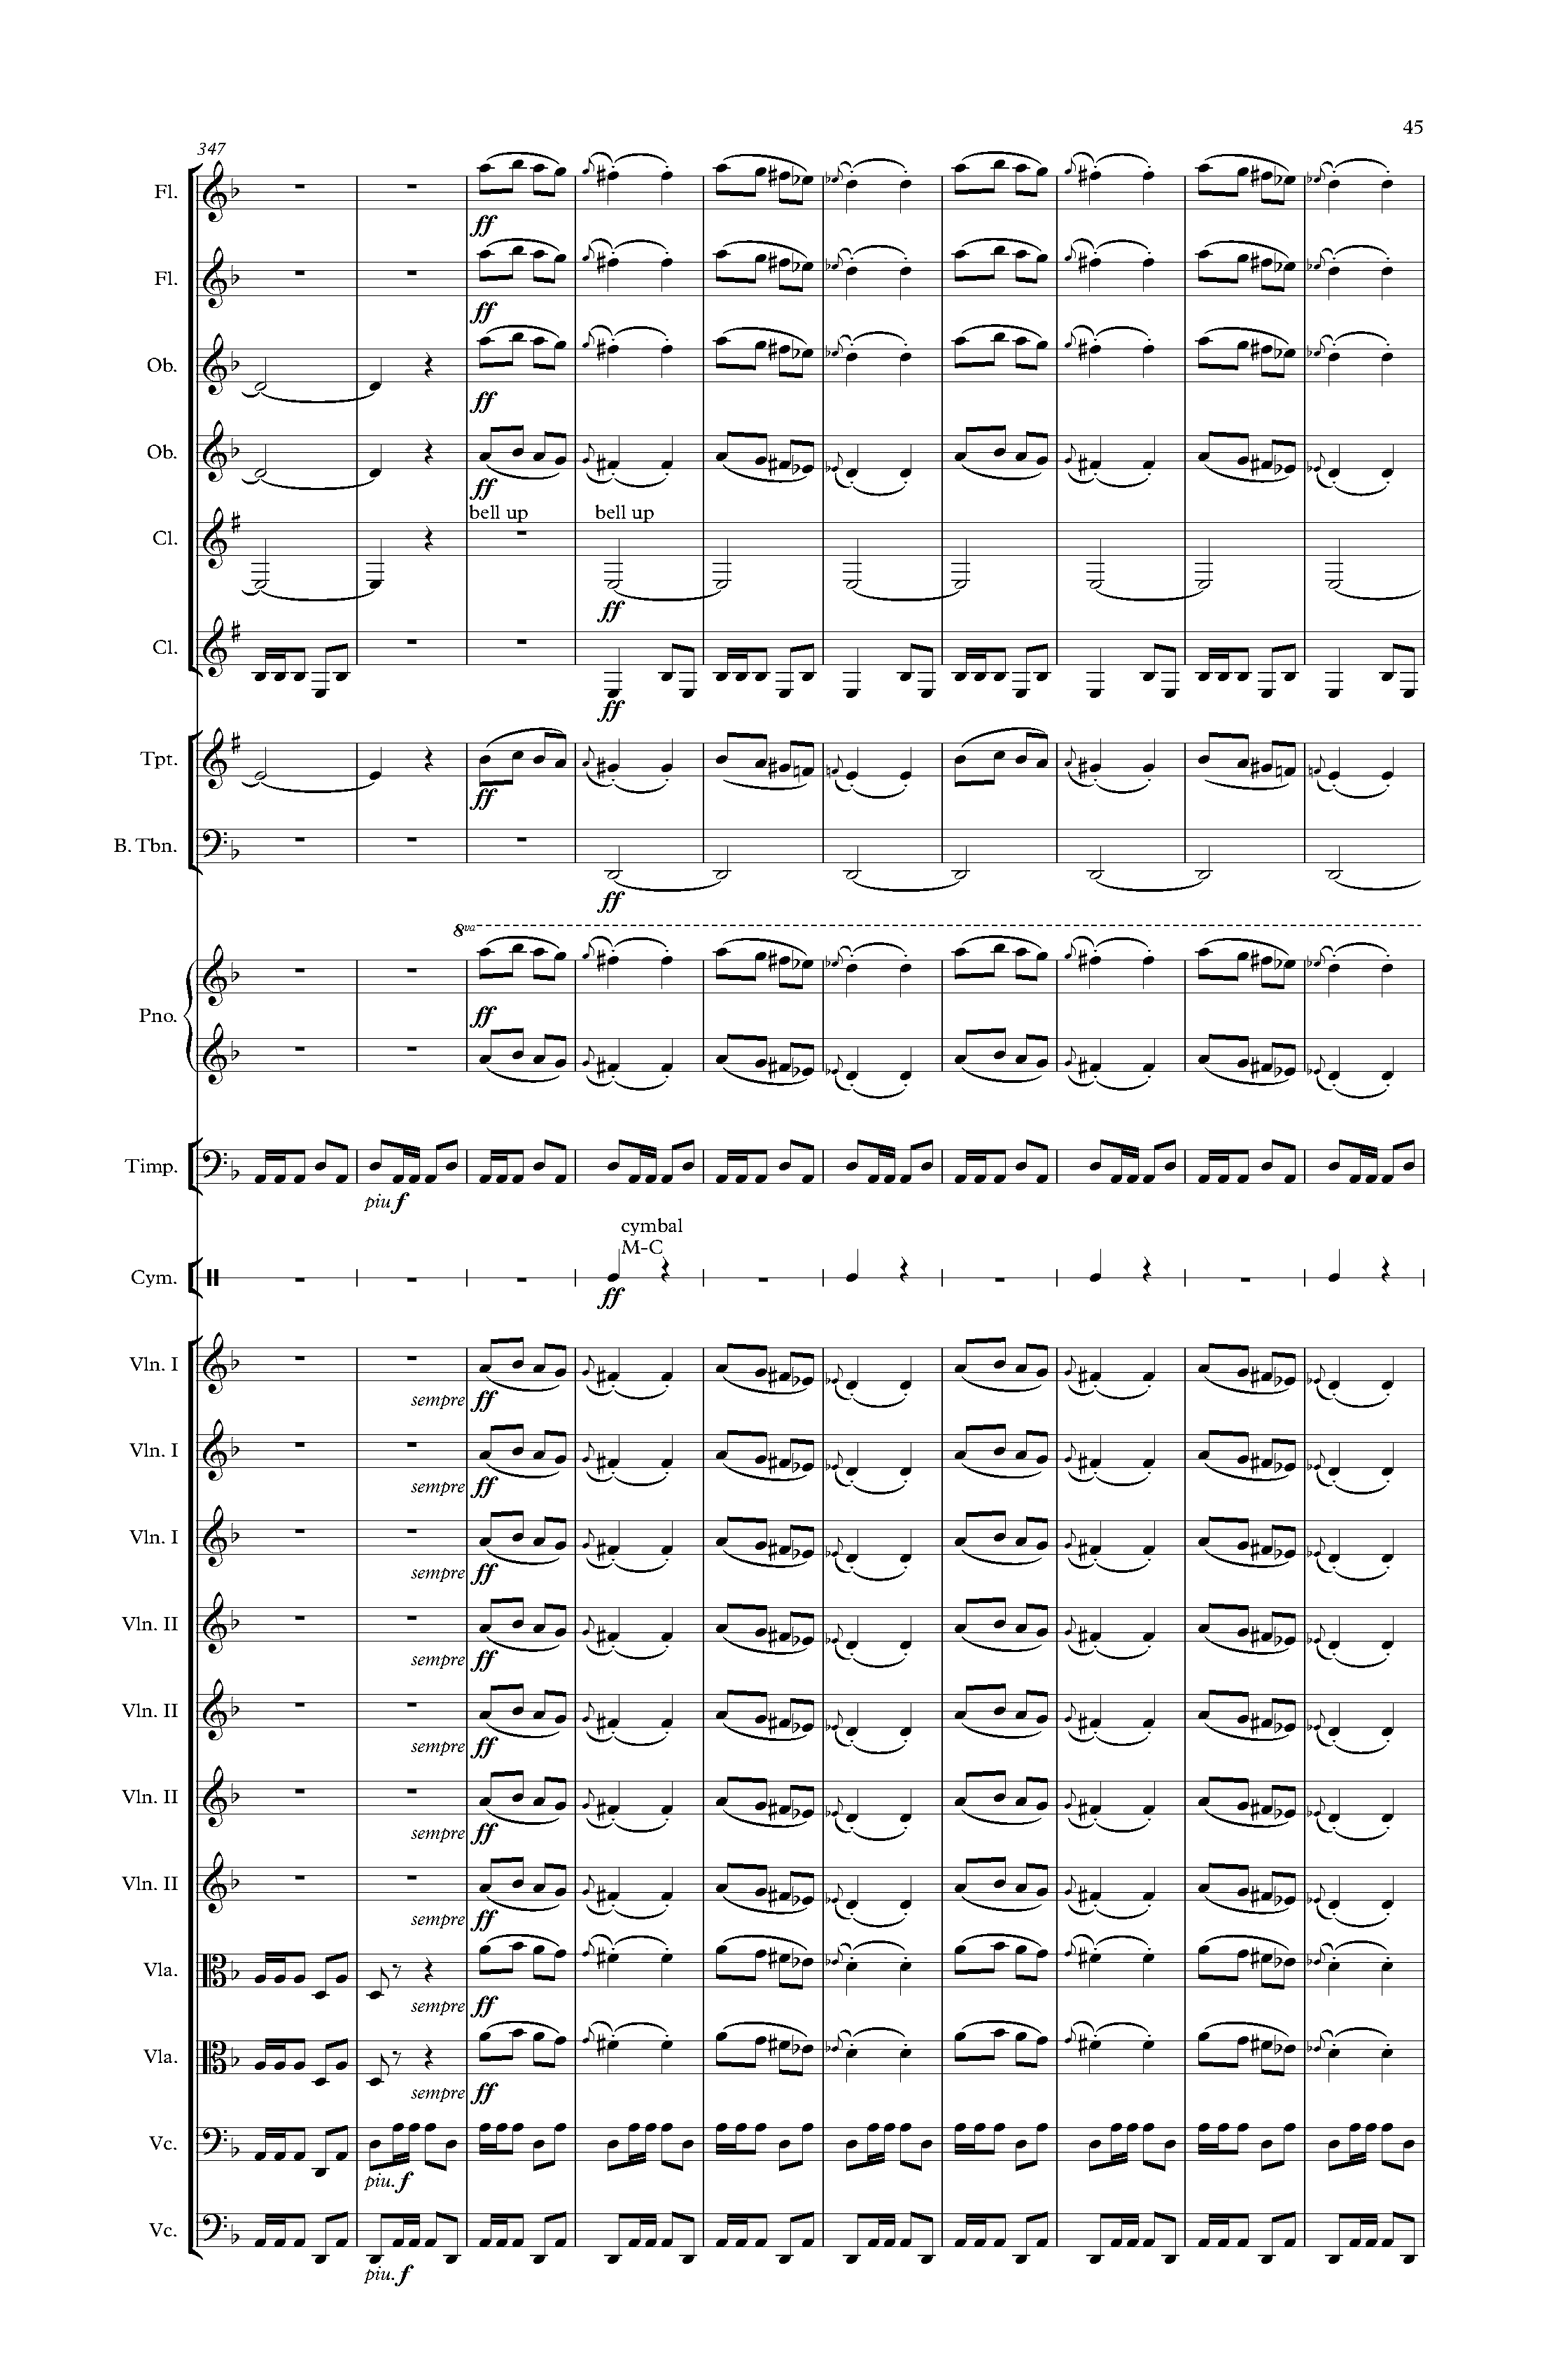 45
347
Fl.
ff
Fl.
ff
Ob.
ff
Ob.
ff
bell up bell up
Cl.
ff
Cl.
ff
Tpt.
ff
B. Tbn.
ff
8va
Pno.
ff
Timp.
piu f
cymbal
M-C
Cym.
ff
Vln. I
sempre ff
Vln. I
sempre ff
Vln. I
sempre ff
Vln. II
sempre ff
Vln. II
sempre ff
Vln. II
sempre ff
Vln. II
sempre ff
Vla.
sempre ff
Vla.
sempre ff
Vc.
piu. f
Vc.
piu. f